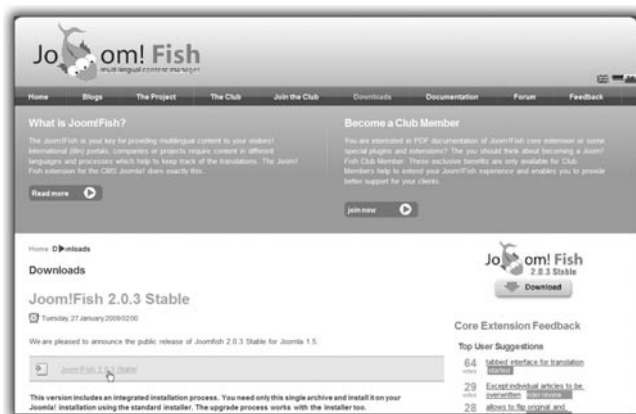 Joom! Fish
multilingual content manager
Home Blogs The Project The Club Join the Club Downloads Documentation Forum Feedback
What is Joom!Fish?
The Joom!Fish is your key for providing multilingual content to your visitors!
International (i8n) portals, companies or projects require content in different
languages and processes which help to keep track of the translations. The Joom!
Fish extension for the CMS Joomla! does exactly this.
Read more
Become a Club Member
You are interested in PDF documentation of Joom!Fish core extension or some
special plugins and extensions? The you should think about becoming a Joom!
Fish Club Member. These exclusive benefits are only available for Club
Members help to extend your Joom!Fish experience and enables you to provide
better support for your clients.
join now
Home Downloads
Downloads
Joom!Fish 2.0.3 Stable
Tuesday, 27 January 2009 02:00
We are pleased to announce the public release of Joomfish 2.0.3 Stable for Joomla 1.5.
Joom!Fish 2.0.3 Stable
This version includes an integrated installation process. You need only this single archive and install it on your
Joomla! installation using the standard installer. The upgrade process works with the installer too.
Joom! Fish
2.0.3 Stable
Download
Core Extension Feedback
Top User Suggestions
64 tabbed interface for translation
votes started
29 Except individual articles to be
votes overwritten under review
28 allows to flip original and